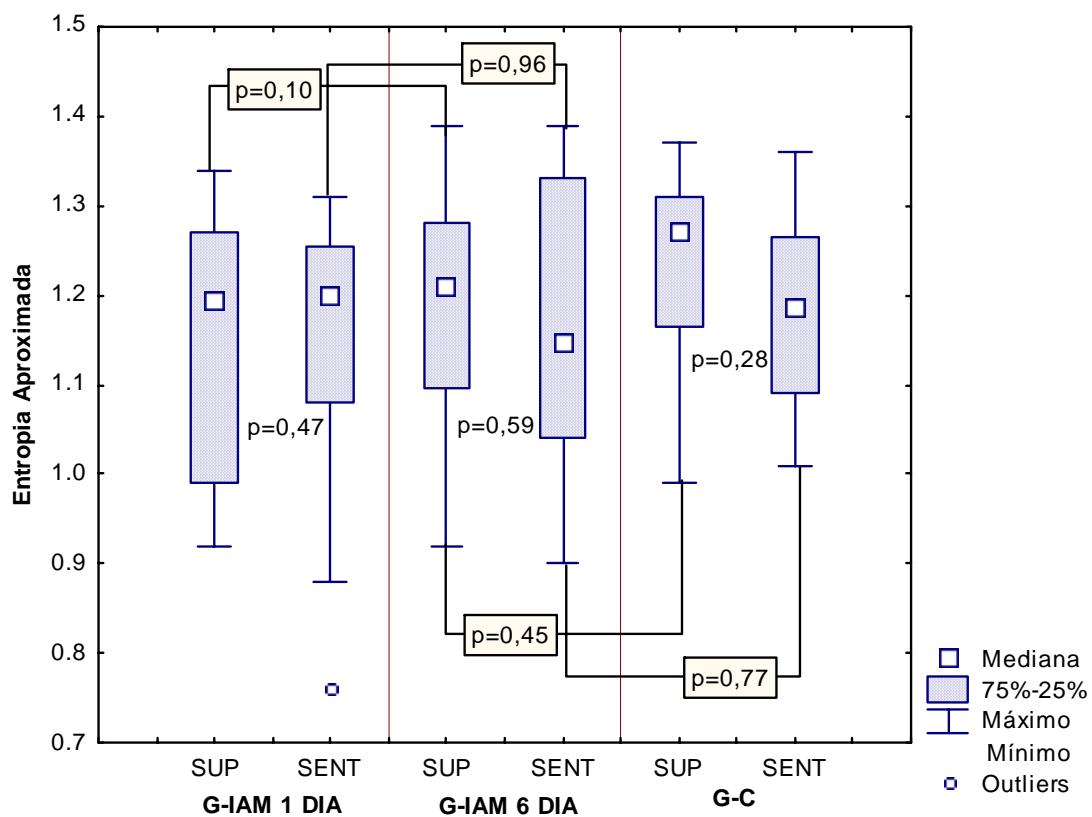 1.5
1.4
1.3
1.2
1.1
1.0
0.9
0.8
0.7
Entropia Aproximada
p=0,10
p=0,96
p=0,47
p=0,59
p=0,28
p=0,45
p=0,77
SUP SENT SUP SENT SUP SENT
G-IAM 1 DIA G-IAM 6 DIA G-C
Mediana
75%-25%
Máximo
Mínimo
Outliers